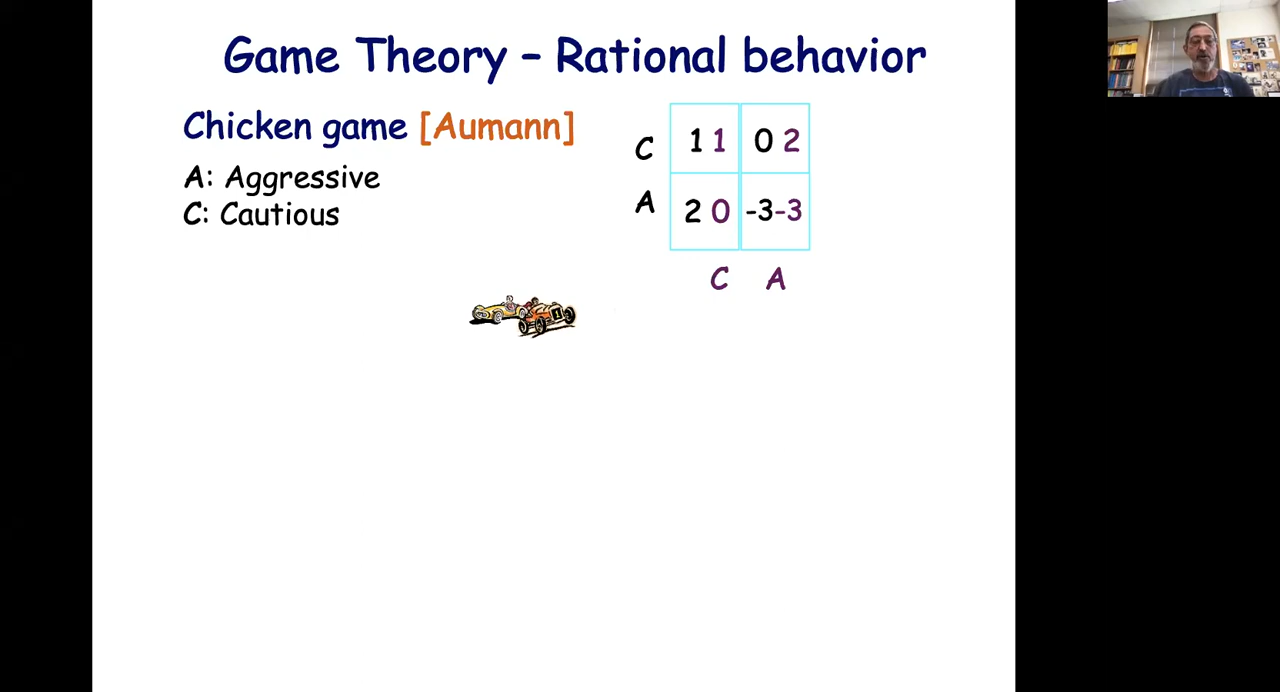 Game Theory – Rational behavior
Chicken game [Aumann]
A: Aggressive
C: Cautious
C 1 1 0 2
A 2 0 -3 -3
C A